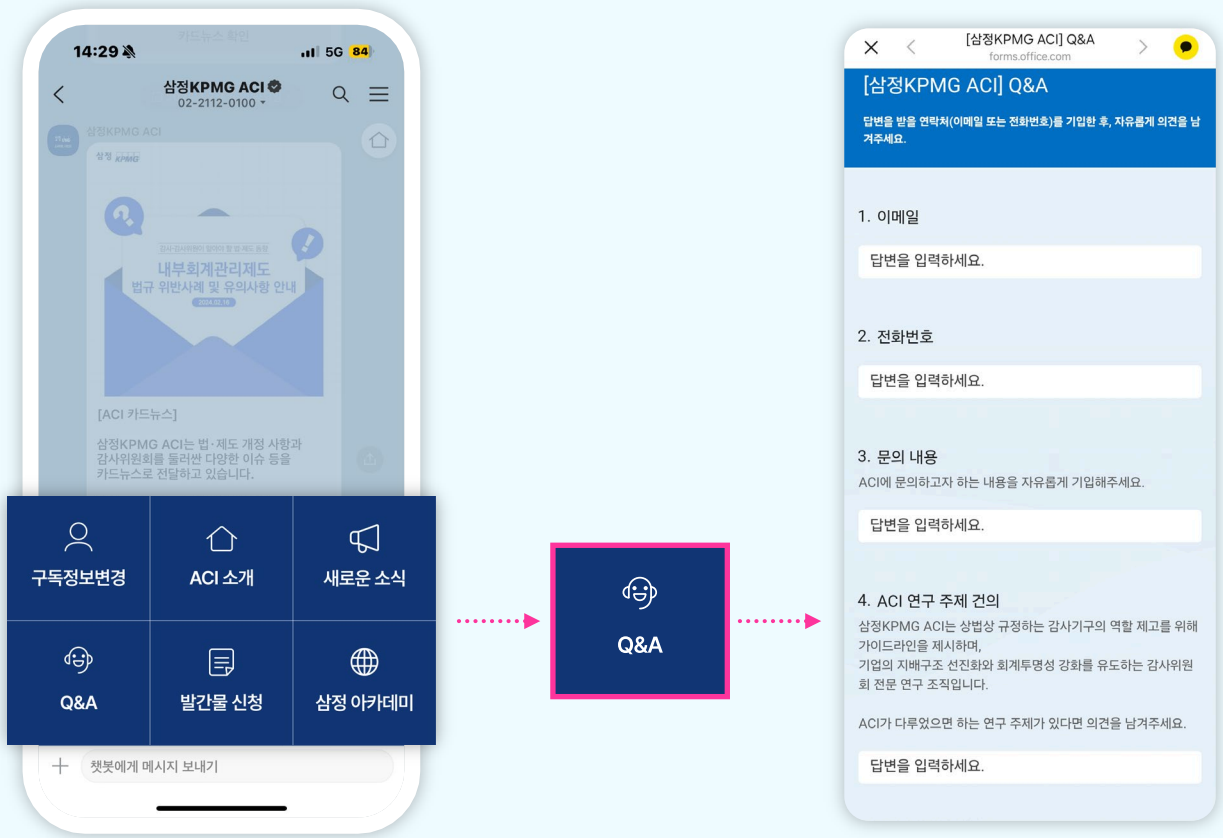 카드뉴스 확인
14:29
5G 84
삼정KPMG ACI
02-2112-0100
삼정KPMG ACI
삼정 KPMG
내부회계관리제도
법규 위반사례 및 유의사항 안내
2024.02.19
[ACI 카드뉴스]
삼정KPMG ACI는 법·제도 개정 사항과
감사위원회를 둘러싼 다양한 이슈 등을
카드뉴스로 전달하고 있습니다.
구독정보변경
ACI 소개
새로운 소식
Q&A
발간물 신청
삼정 아카데미
챗봇에게 메시지 보내기
Q&A
[삼정KPMG ACI] Q&A
forms.office.com
[삼정KPMG ACI] Q&A
답변을 받을 연락처(이메일 또는 전화번호)를 기입한 후, 자유롭게 의견을 남
겨주세요.
1. 이메일
답변을 입력하세요.
2. 전화번호
답변을 입력하세요.
3. 문의 내용
ACI에 문의하고자 하는 내용을 자유롭게 기입해주세요.
답변을 입력하세요.
4. ACI 연구 주제 건의
삼정KPMG ACI는 상법상 규정하는 감사기구의 역할 제고를 위해
가이드라인을 제시하며,
기업의 지배구조 선진화와 회계투명성 강화를 유도하는 감사위원
회 전문 연구 조직입니다.
ACI가 다루었으면 하는 연구 주제가 있다면 의견을 남겨주세요.
답변을 입력하세요.